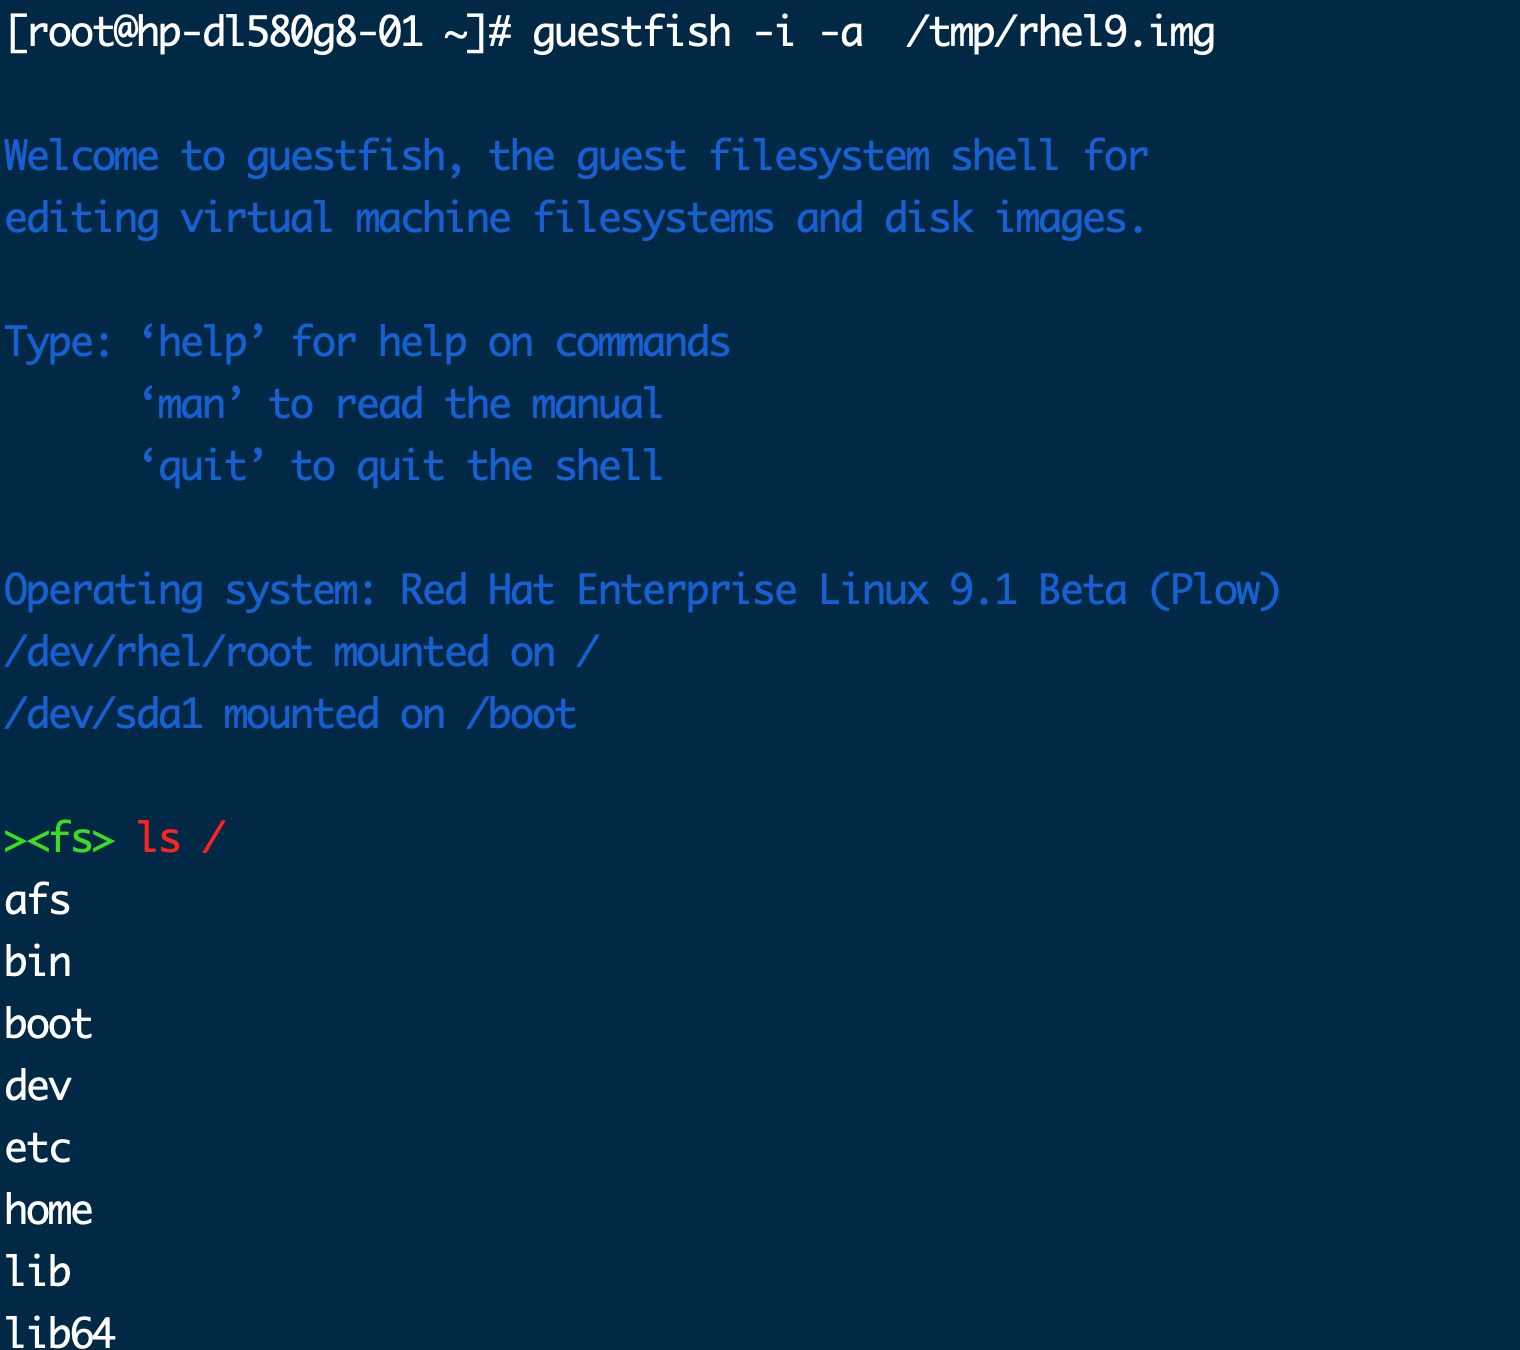 [root@hp-dl580g8-01 ~]# guestfish -i -a  /tmp/rhel9.img
Welcome to guestfish, the guest filesystem shell for
editing virtual machine filesystems and disk images.
Type: ‘help’ for help on commands
‘man’ to read the manual
‘quit’ to quit the shell
Operating system: Red Hat Enterprise Linux 9.1 Beta (Plow)
/dev/rhel/root mounted on /
/dev/sda1 mounted on /boot
><fs> ls /
afs
bin
boot
dev
etc
home
lib
lib64